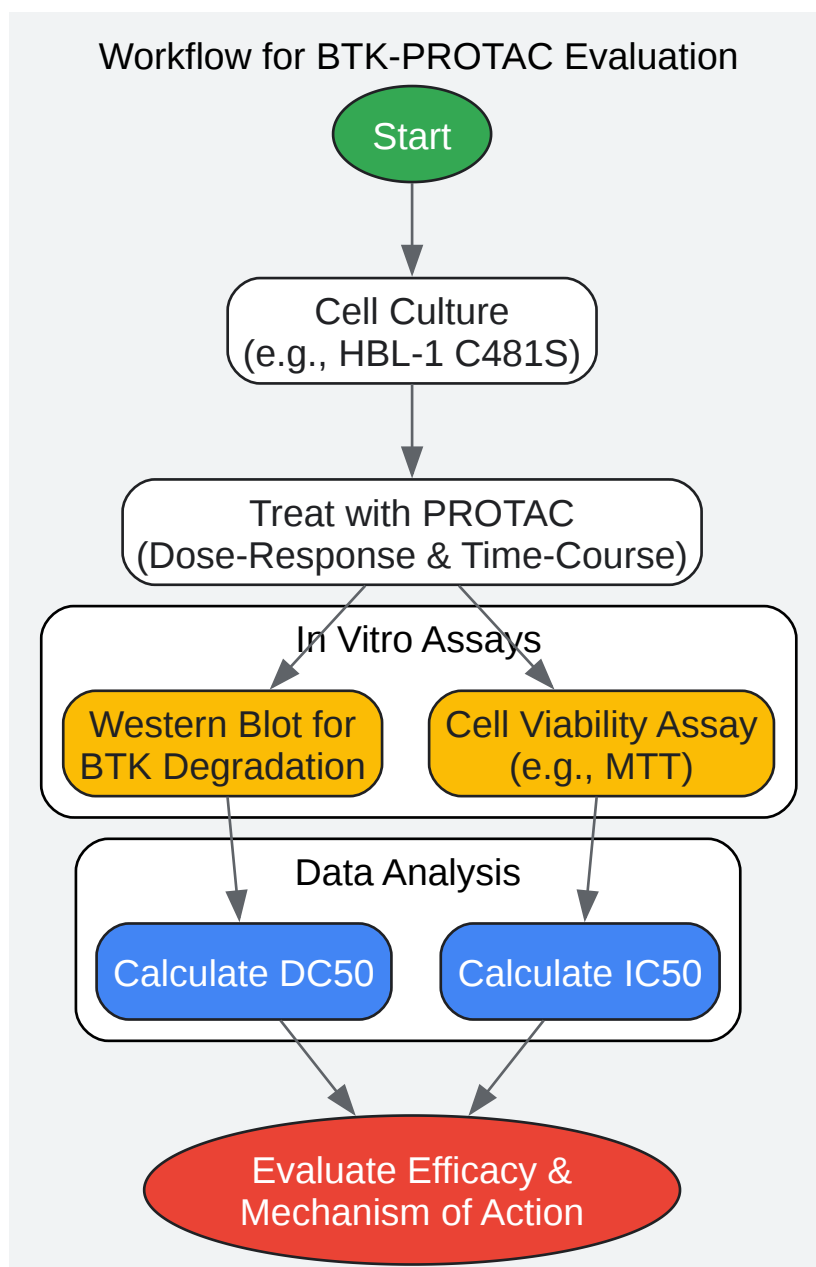 Workflow for BTK-PROTAC Evaluation
Start
Cell Culture
(e.g., HBL-1 C481S)
Treat with PROTAC
(Dose-Response & Time-Course)
In Vitro Assays
Western Blot for
BTK Degradation
Cell Viability Assay
(e.g., MTT)
Data Analysis
Calculate DC50
Calculate IC50
Evaluate Efficacy &
Mechanism of Action